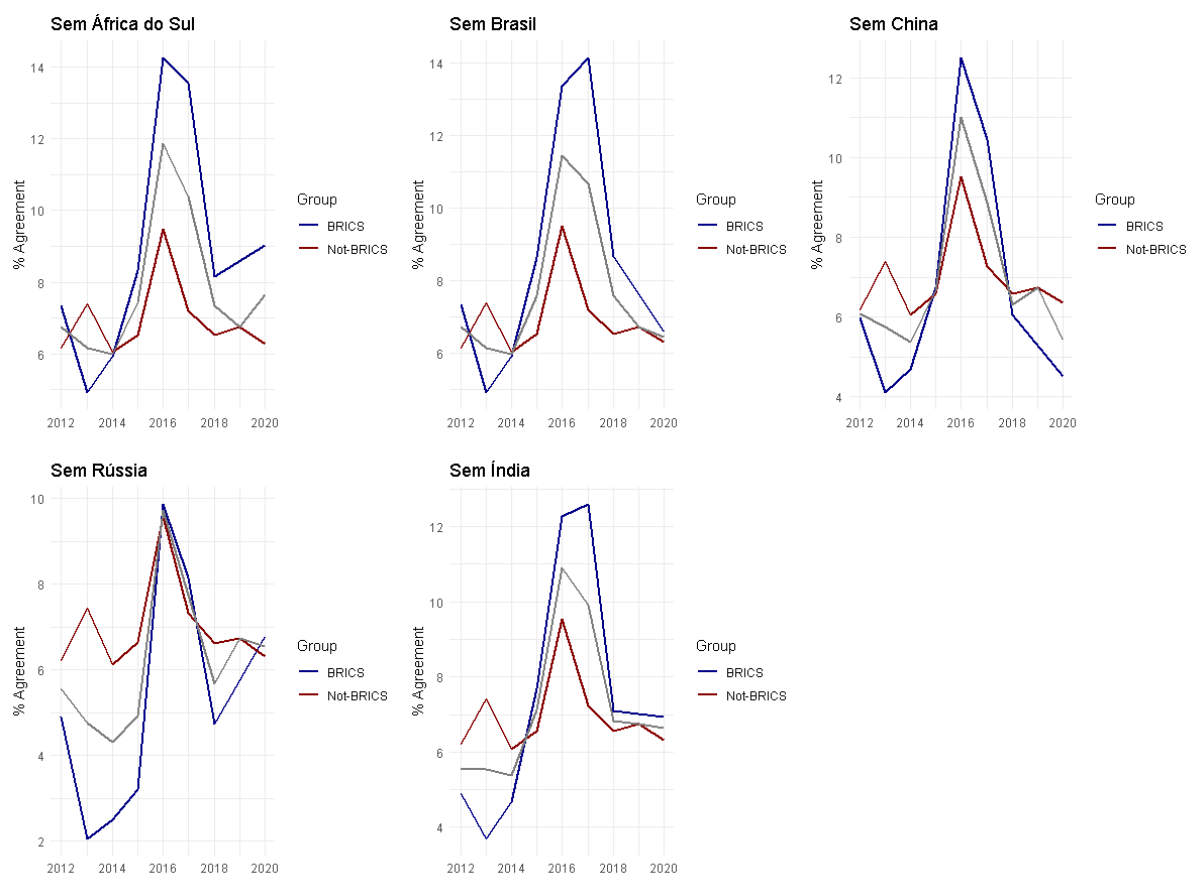 Sem África do Sul
% Agreement
14
12
10
8
6
2012 2014 2016 2018 2020
Group
BRICS
Not-BRICS
Sem Brasil
% Agreement
14
12
10
8
6
2012 2014 2016 2018 2020
Group
BRICS
Not-BRICS
Sem China
% Agreement
12
10
8
6
4
2012 2014 2016 2018 2020
Group
BRICS
Not-BRICS
Sem Rússia
% Agreement
10
8
6
4
2
2012 2014 2016 2018 2020
Group
BRICS
Not-BRICS
Sem Índia
% Agreement
12
10
8
6
4
2012 2014 2016 2018 2020
Group
BRICS
Not-BRICS